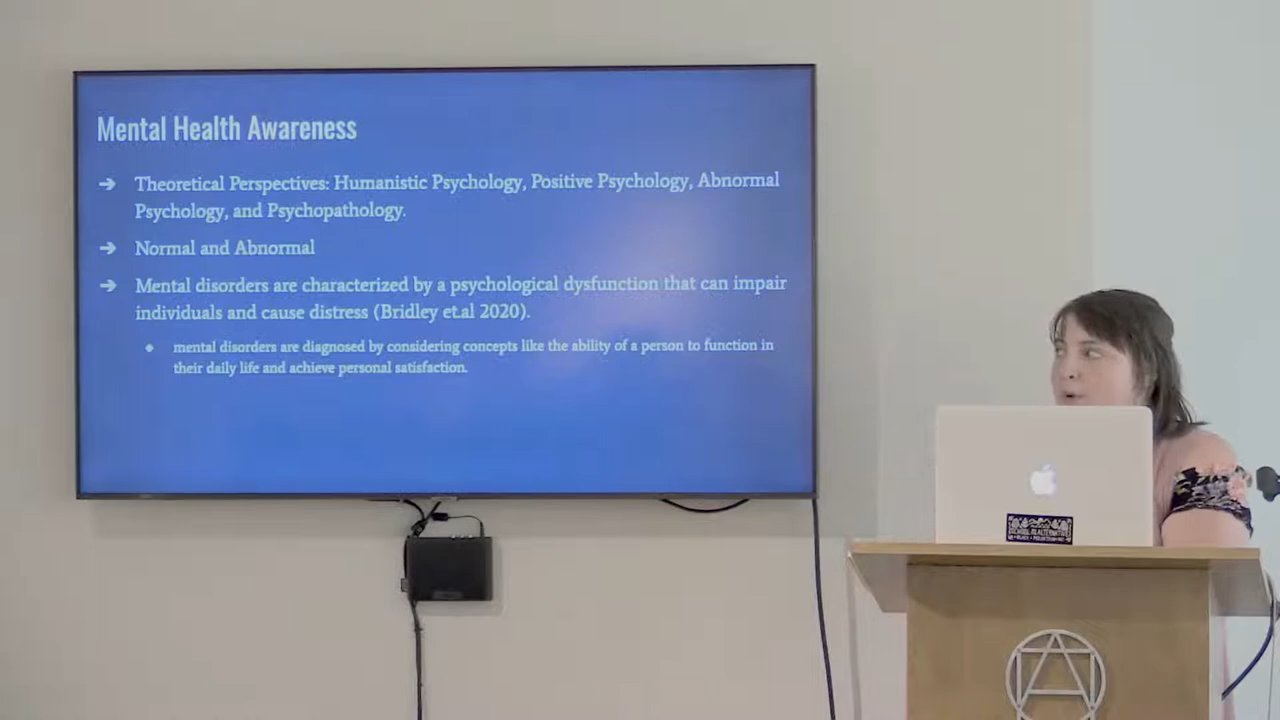 Mental Health Awareness
➔ Theoretical Perspectives: Humanistic Psychology, Positive Psychology, Abnormal
Psychology, and Psychopathology.
➔ Normal and Abnormal
➔ Mental disorders are characterized by a psychological dysfunction that can impair
individuals and cause distress (Bridley et.al 2020).
◆ mental disorders are diagnosed by considering concepts like the ability of a person to function in
their daily life and achieve personal satisfaction.